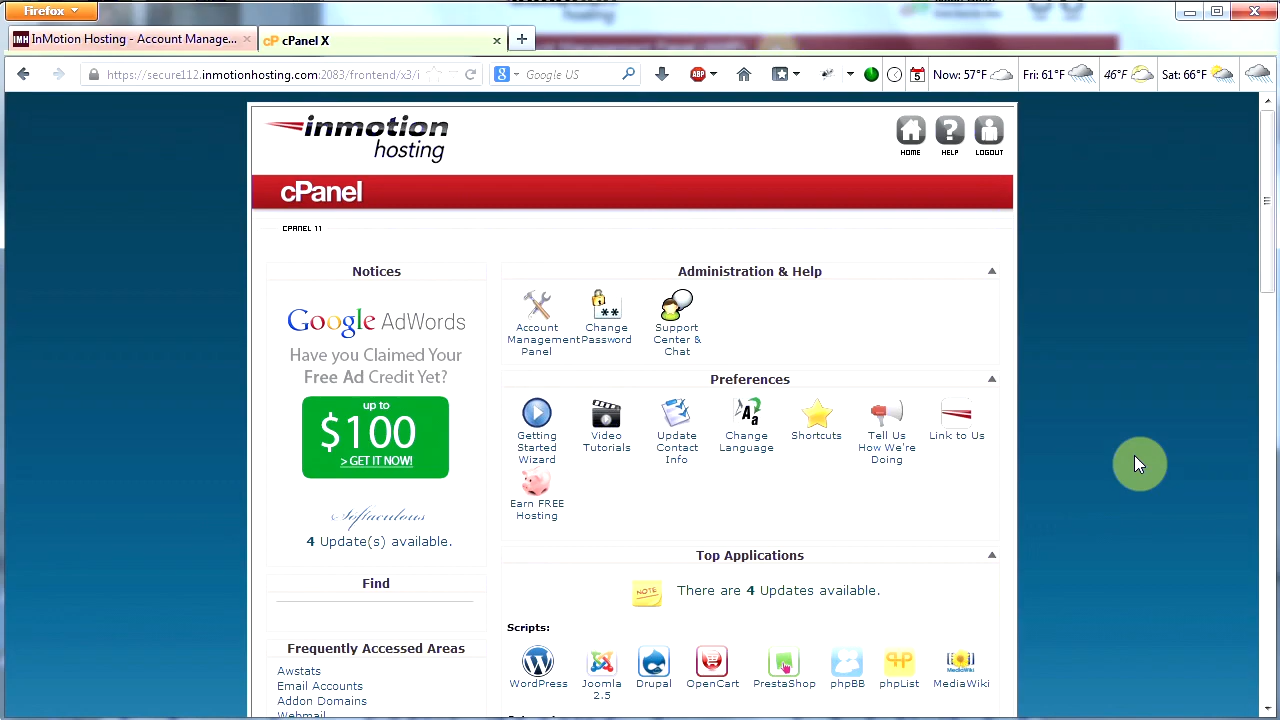 Firefox
IMH InMotion Hosting - Account Manage...
cP cPanel X
https://secure112.inmotionhosting.com:2083/frontend/x3/i
Google US
ABP
5
Now: 57°F
Fri: 61°F
46°F
Sat: 66°F
inmotion
hosting
HOME
HELP
LOGOUT
cPanel
CPANEL 11
Notices
Google AdWords
Have you Claimed Your
Free Ad Credit Yet?
up to
$100
> GET IT NOW!
Softaculous
4 Update(s) available.
Find
Frequently Accessed Areas
Awstats
Email Accounts
Addon Domains
Webmail
Administration & Help
Account
Management
Panel
Change
Password
Support
Center &
Chat
Preferences
Getting
Started
Wizard
Video
Tutorials
Update
Contact
Info
Change
Language
Shortcuts
Tell Us
How We're
Doing
Link to Us
Earn FREE
Hosting
Top Applications
NOTE
There are 4 Updates available.
Scripts:
WordPress
Joomla
2.5
Drupal
OpenCart
PrestaShop
phpBB
phpList
MediaWiki